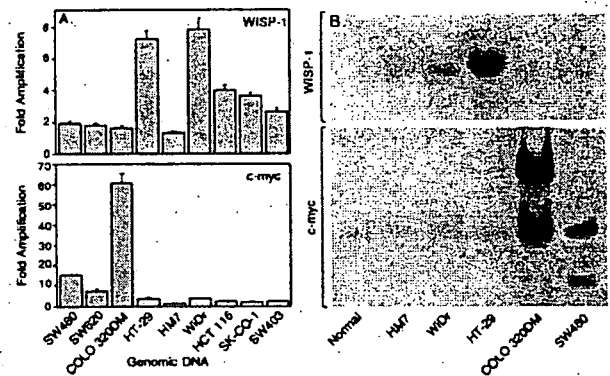 A
WISP-1
Fold Amplification
6
4
2
0
c-myc
Fold Amplification
70
60
50
40
30
20
10
0
SW480
SW620
COLO 320DM
HT-29
HM7
WiDr
HCT 116
SK-CO-1
SW403
Genomic DNA
B
WISP-1
c-myc
Normal
HM7
WiDr
HT-29
COLO 320DM
SW480